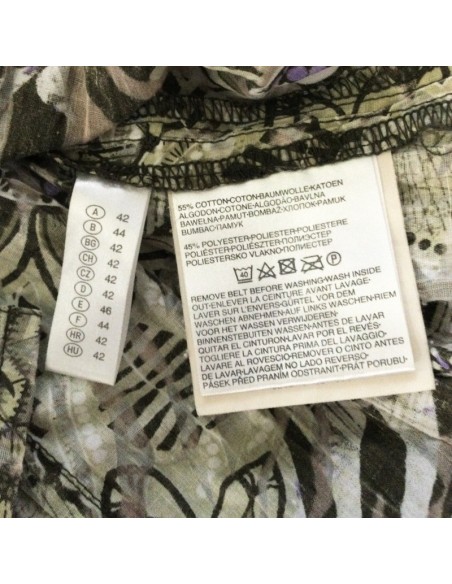 A 42
B 44
BG 42
CH 42
CZ 42
D 42
E 46
F 44
HR 42
HU 42
55% COTTON-COTON-BAUMWOLLE-KATOEN
ALGODON-COTONE-ALGODÃO-BAVLNA
BAWEŁNA-PAMUT-BOMBAŽ-ХЛОПОК-PAMUK
BUMBAC-ПАМУК
45% POLYESTER-POLYESTER-POLIESTERE
POLIÉSTER-POLIÉSZTER-ПОЛИЭСТЕР
POLIESTERSKO VLAKNO-ПОЛИЕСТЕР
40 P
REMOVE BELT BEFORE WASHING-WASH INSIDE
OUT-ENLEVER LA CEINTURE AVANT LAVAGE-
LAVER SUR L'ENVERS-GÜRTEL VOR DEM
WASCHEN ABNEHMEN-AUF LINKS WASCHEN-RIEM
VOOR HET WASSEN VERWIJDEREN-
BINNENSTEBUITEN WASSEN-ANTES DE LAVAR
QUITAR EL CINTURÓN-LAVAR POR EL REVÉS-
TOGLIERE LA CINTURA PRIMA DEL LAVAGGIO-
LAVARE AL ROVESCIO-REMOVER O CINTO ANTES
DE LAVAR-LAVAGEM NO LADO REVERSO
PÁSEK PŘED PRANÍM ODSTRANIT-PRÁT PORUBU-